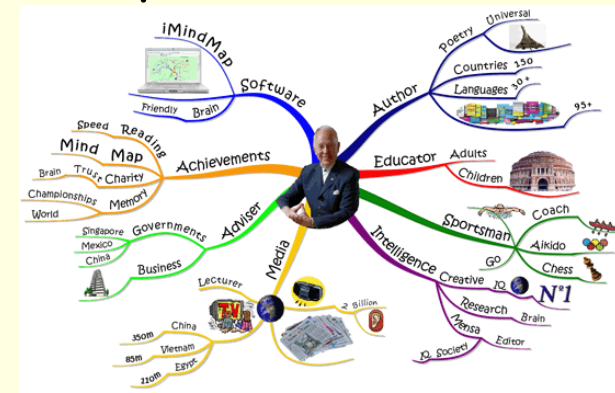 iMindMap
Software
Friendly Brain
Speed Reading
Mind Map
Achievements
Brain Trust Charity
Championships Memory
World
Adviser
Singapore Governments
Mexico
China
Business
Media
Lecturer
TV
2 Billion
350m China
85m Vietnam
110m Egypt
Author
Poetry Universal
Countries 150
Languages 30+
95+
Educator
Adults
Children
Sportsman
Coach
Aikido
Chess
Go
Intelligence
Creative IQ Nº1
Research Brain
Mensa Editor
IQ Society